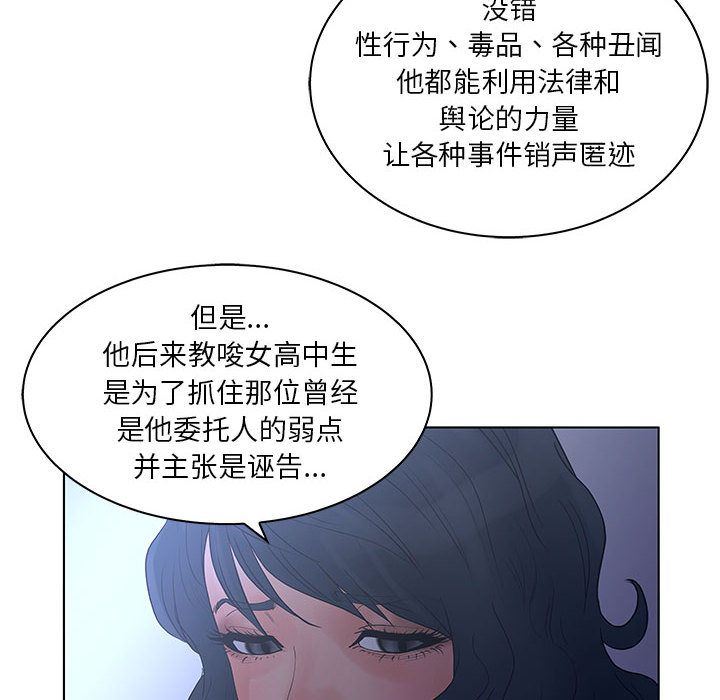 没错
性行为、毒品、各种丑闻
他都能利用法律和
舆论的力量
让各种事件销声匿迹
但是...
他后来教唆女高中生
是为了抓住那位曾经
是他委托人的弱点
并主张是诬告...